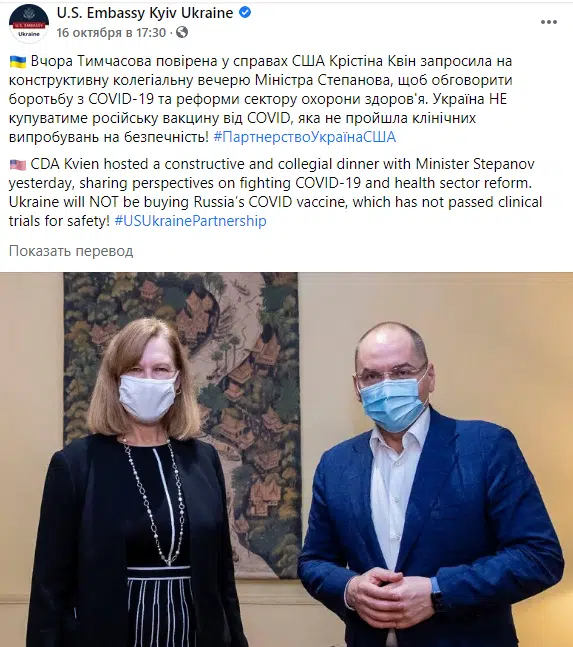 U.S. EMBASSY
Ukraine
U.S. Embassy Kyiv Ukraine
16 октября в 17:30 ·
🇺🇦 Вчора Тимчасова повірена у справах США Крістіна Квін запросила на
конструктивну колегіальну вечерю Міністра Степанова, щоб обговорити
боротьбу з COVID-19 та реформи сектору охорони здоров'я. Україна НЕ
купуватиме російську вакцину від COVID, яка не пройшла клінічних
випробувань на безпечність! #ПартнерствоУкраїнаСША
🇺🇸 CDA Kvien hosted a constructive and collegial dinner with Minister Stepanov
yesterday, sharing perspectives on fighting COVID-19 and health sector reform.
Ukraine will NOT be buying Russia's COVID vaccine, which has not passed clinical
trials for safety! #USUkrainePartnership
Показать перевод